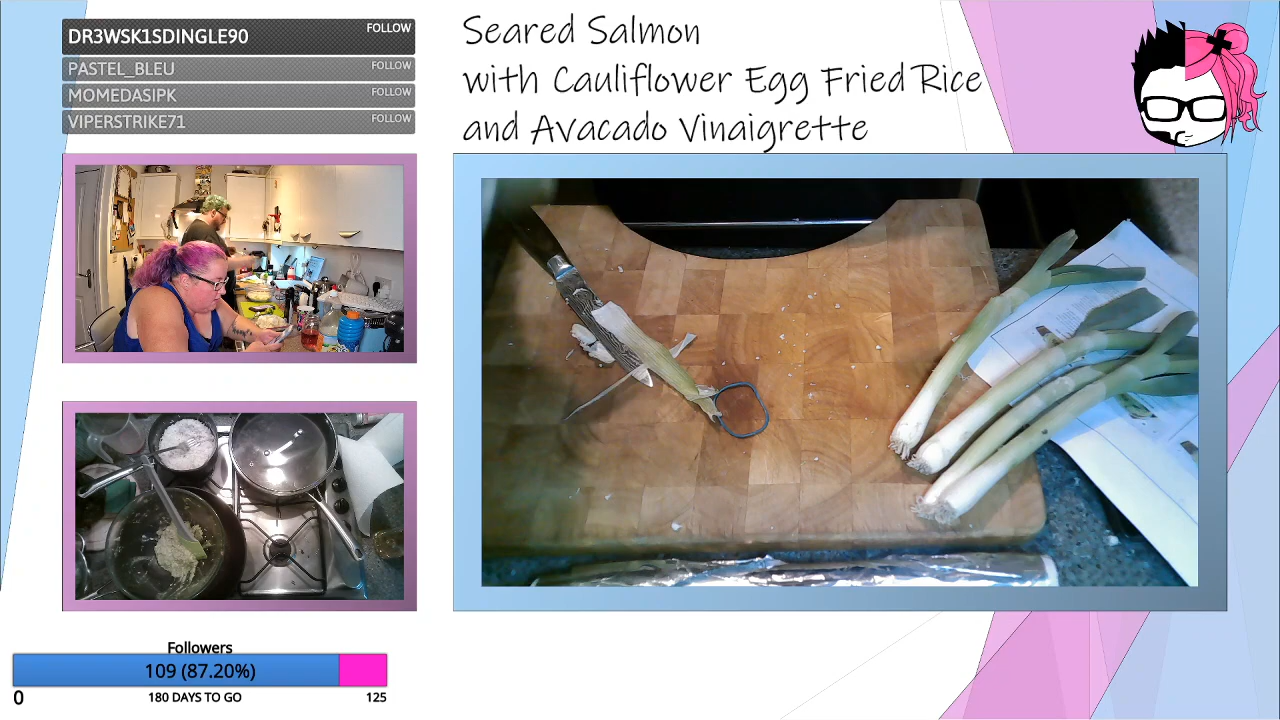 DR3WSK1SDINGLE90 FOLLOW
PASTEL_BLEU FOLLOW
MOMEDASIPK FOLLOW
VIPERSTRIKE71 FOLLOW
Seared Salmon
with Cauliflower Egg Fried Rice
and Avacado Vinaigrette
Followers
109 (87.20%)
0 180 DAYS TO GO 125